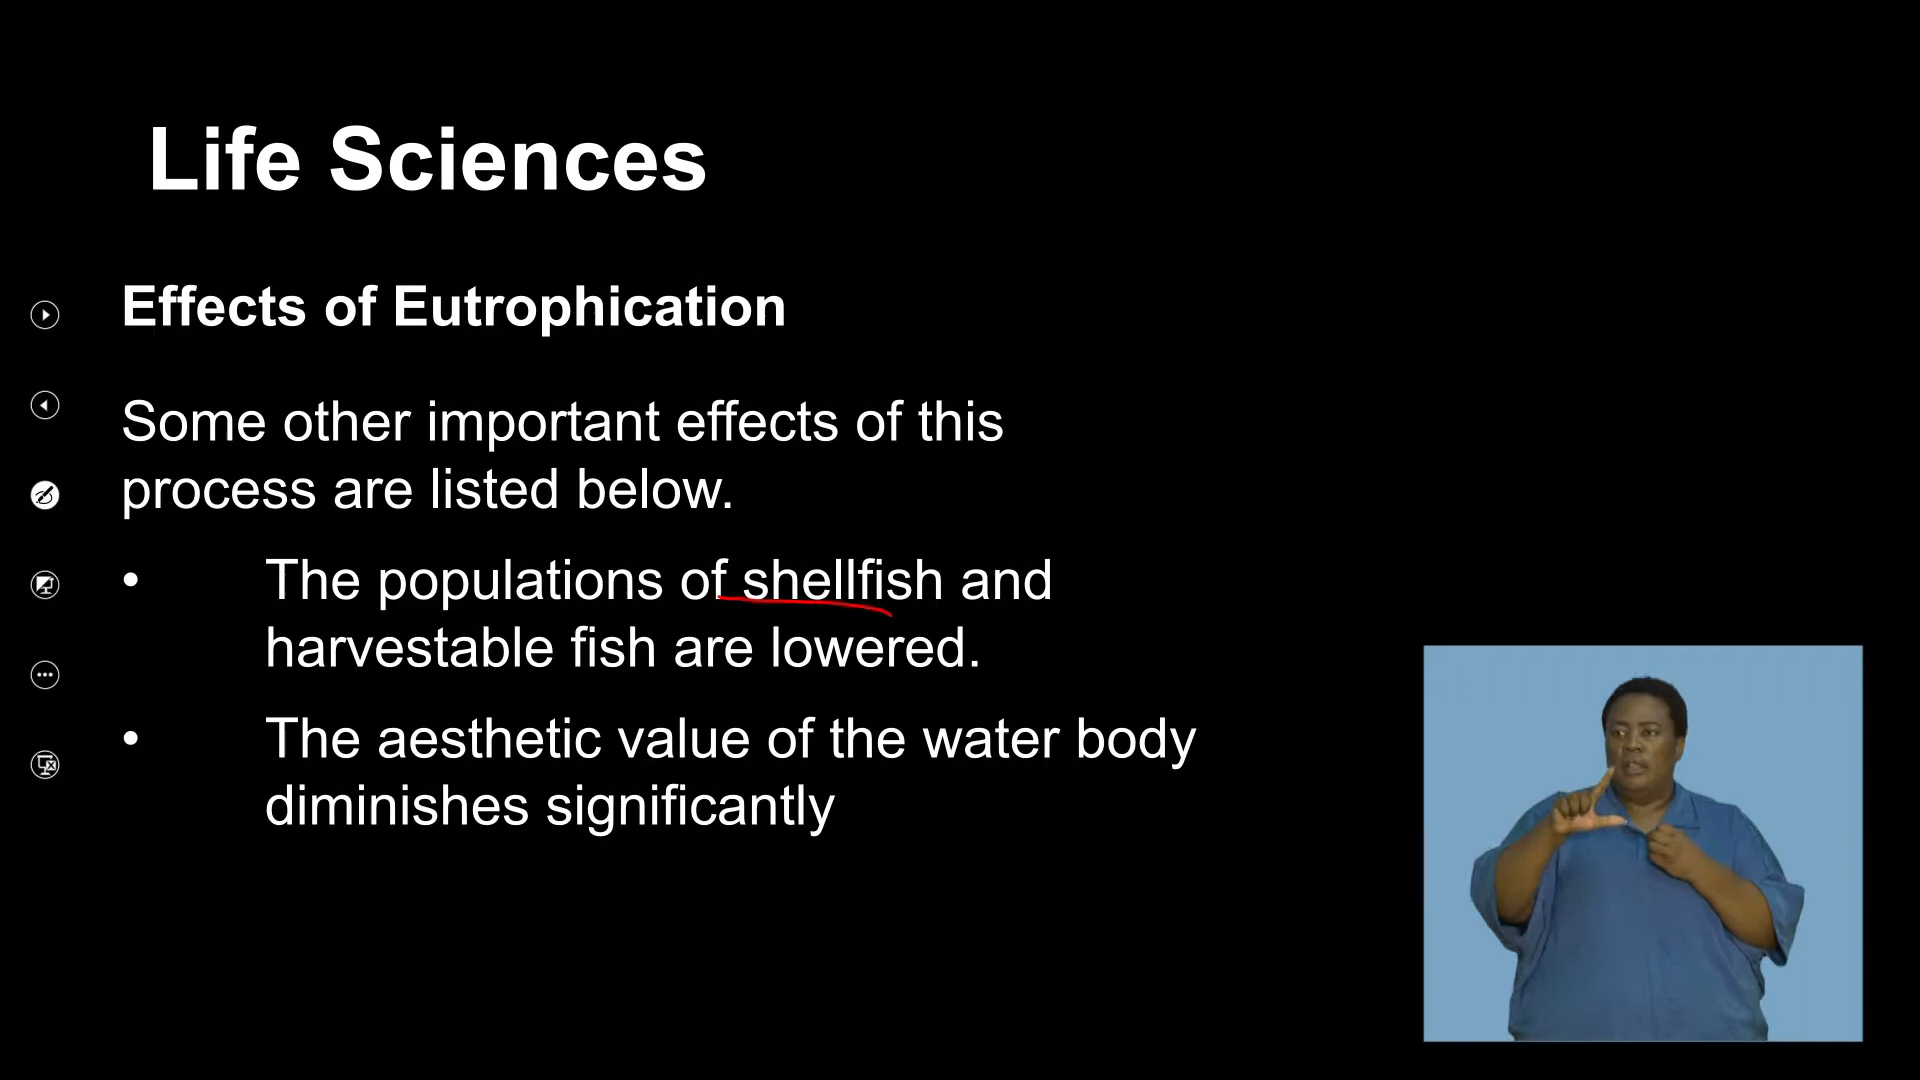 Life Sciences
Effects of Eutrophication
Some other important effects of this
process are listed below.
• The populations of shellfish and
harvestable fish are lowered.
• The aesthetic value of the water body
diminishes significantly